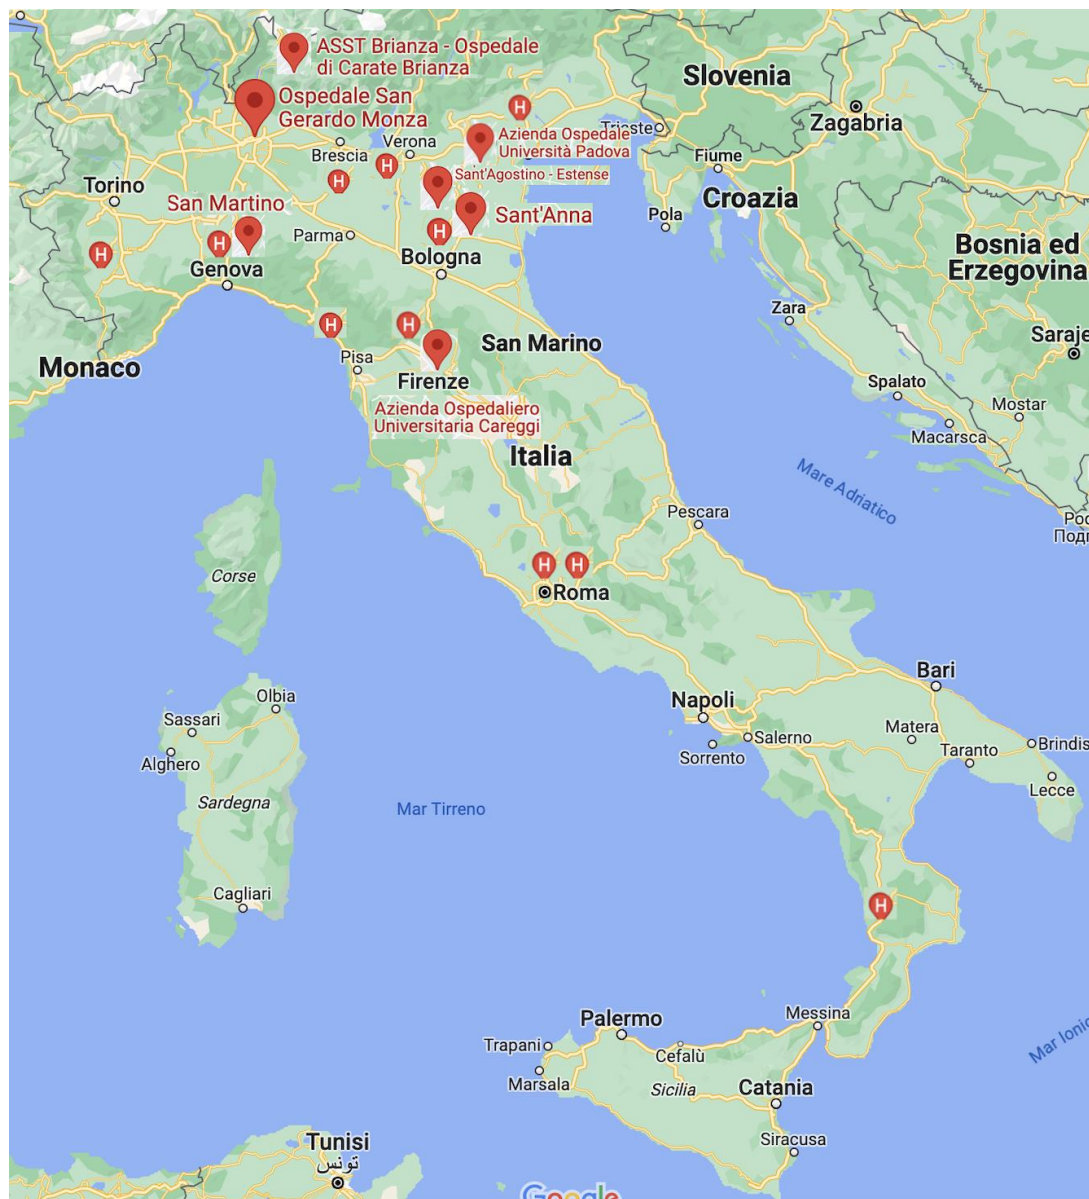 ASST Brianza - Ospedale
di Carate Brianza
Ospedale San
Gerardo Monza
Slovenia
Zagabria
Trieste
Azienda Ospedale
Università Padova
Brescia
Verona
Fiume
Sant'Agostino - Estense
Torino
Croazia
San Martino
Sant'Anna
Pola
Parma
Bologna
Bosnia ed
Erzegovina
Genova
Zara
Saraje
San Marino
Pisa
Monaco
Firenze
Spalato
Azienda Ospedaliero
Universitaria Careggi
Mostar
Macarsca
Italia
Mare Adriatico
Pescara
Под
Corse
Roma
Bari
Olbia
Napoli
Sassari
Matera
Salerno
Brindis
Alghero
Sorrento
Taranto
Lecce
Sardegna
Mar Tirreno
Cagliari
Palermo
Messina
Trapani
Cefalù
Mar Ionio
Marsala
Sicilia
Catania
Tunisi
تونس
Siracusa
Google
H
H
H
H
H
H
H
H
H
H
H